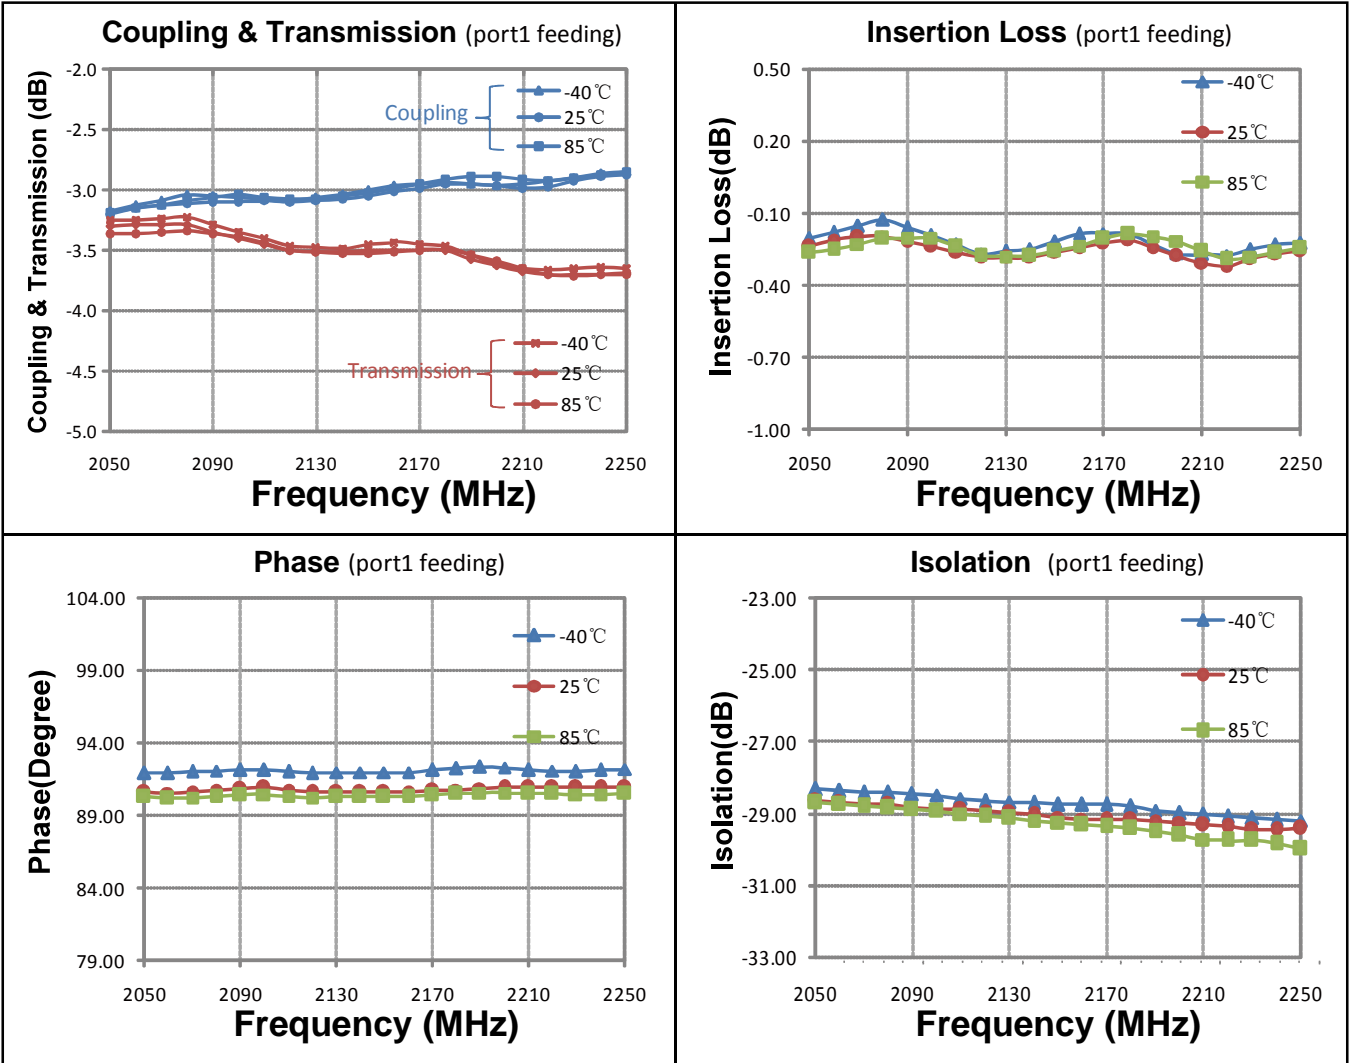 Coupling & Transmission (port1 feeding)
Coupling & Transmission (dB)
-2.0
-2.5
-3.0
-3.5
-4.0
-4.5
-5.0
Coupling
-40℃
25℃
85℃
Transmission
-40℃
25℃
85℃
2050 2090 2130 2170 2210 2250
Frequency (MHz)
Insertion Loss (port1 feeding)
Insertion Loss(dB)
0.50
0.20
-0.10
-0.40
-0.70
-1.00
-40℃
25℃
85℃
2050 2090 2130 2170 2210 2250
Frequency (MHz)
Phase (port1 feeding)
Phase(Degree)
104.00
99.00
94.00
89.00
84.00
79.00
-40℃
25℃
85℃
2050 2090 2130 2170 2210 2250
Frequency (MHz)
Isolation (port1 feeding)
Isolation(dB)
-23.00
-25.00
-27.00
-29.00
-31.00
-33.00
-40℃
25℃
85℃
2050 2090 2130 2170 2210 2250
Frequency (MHz)